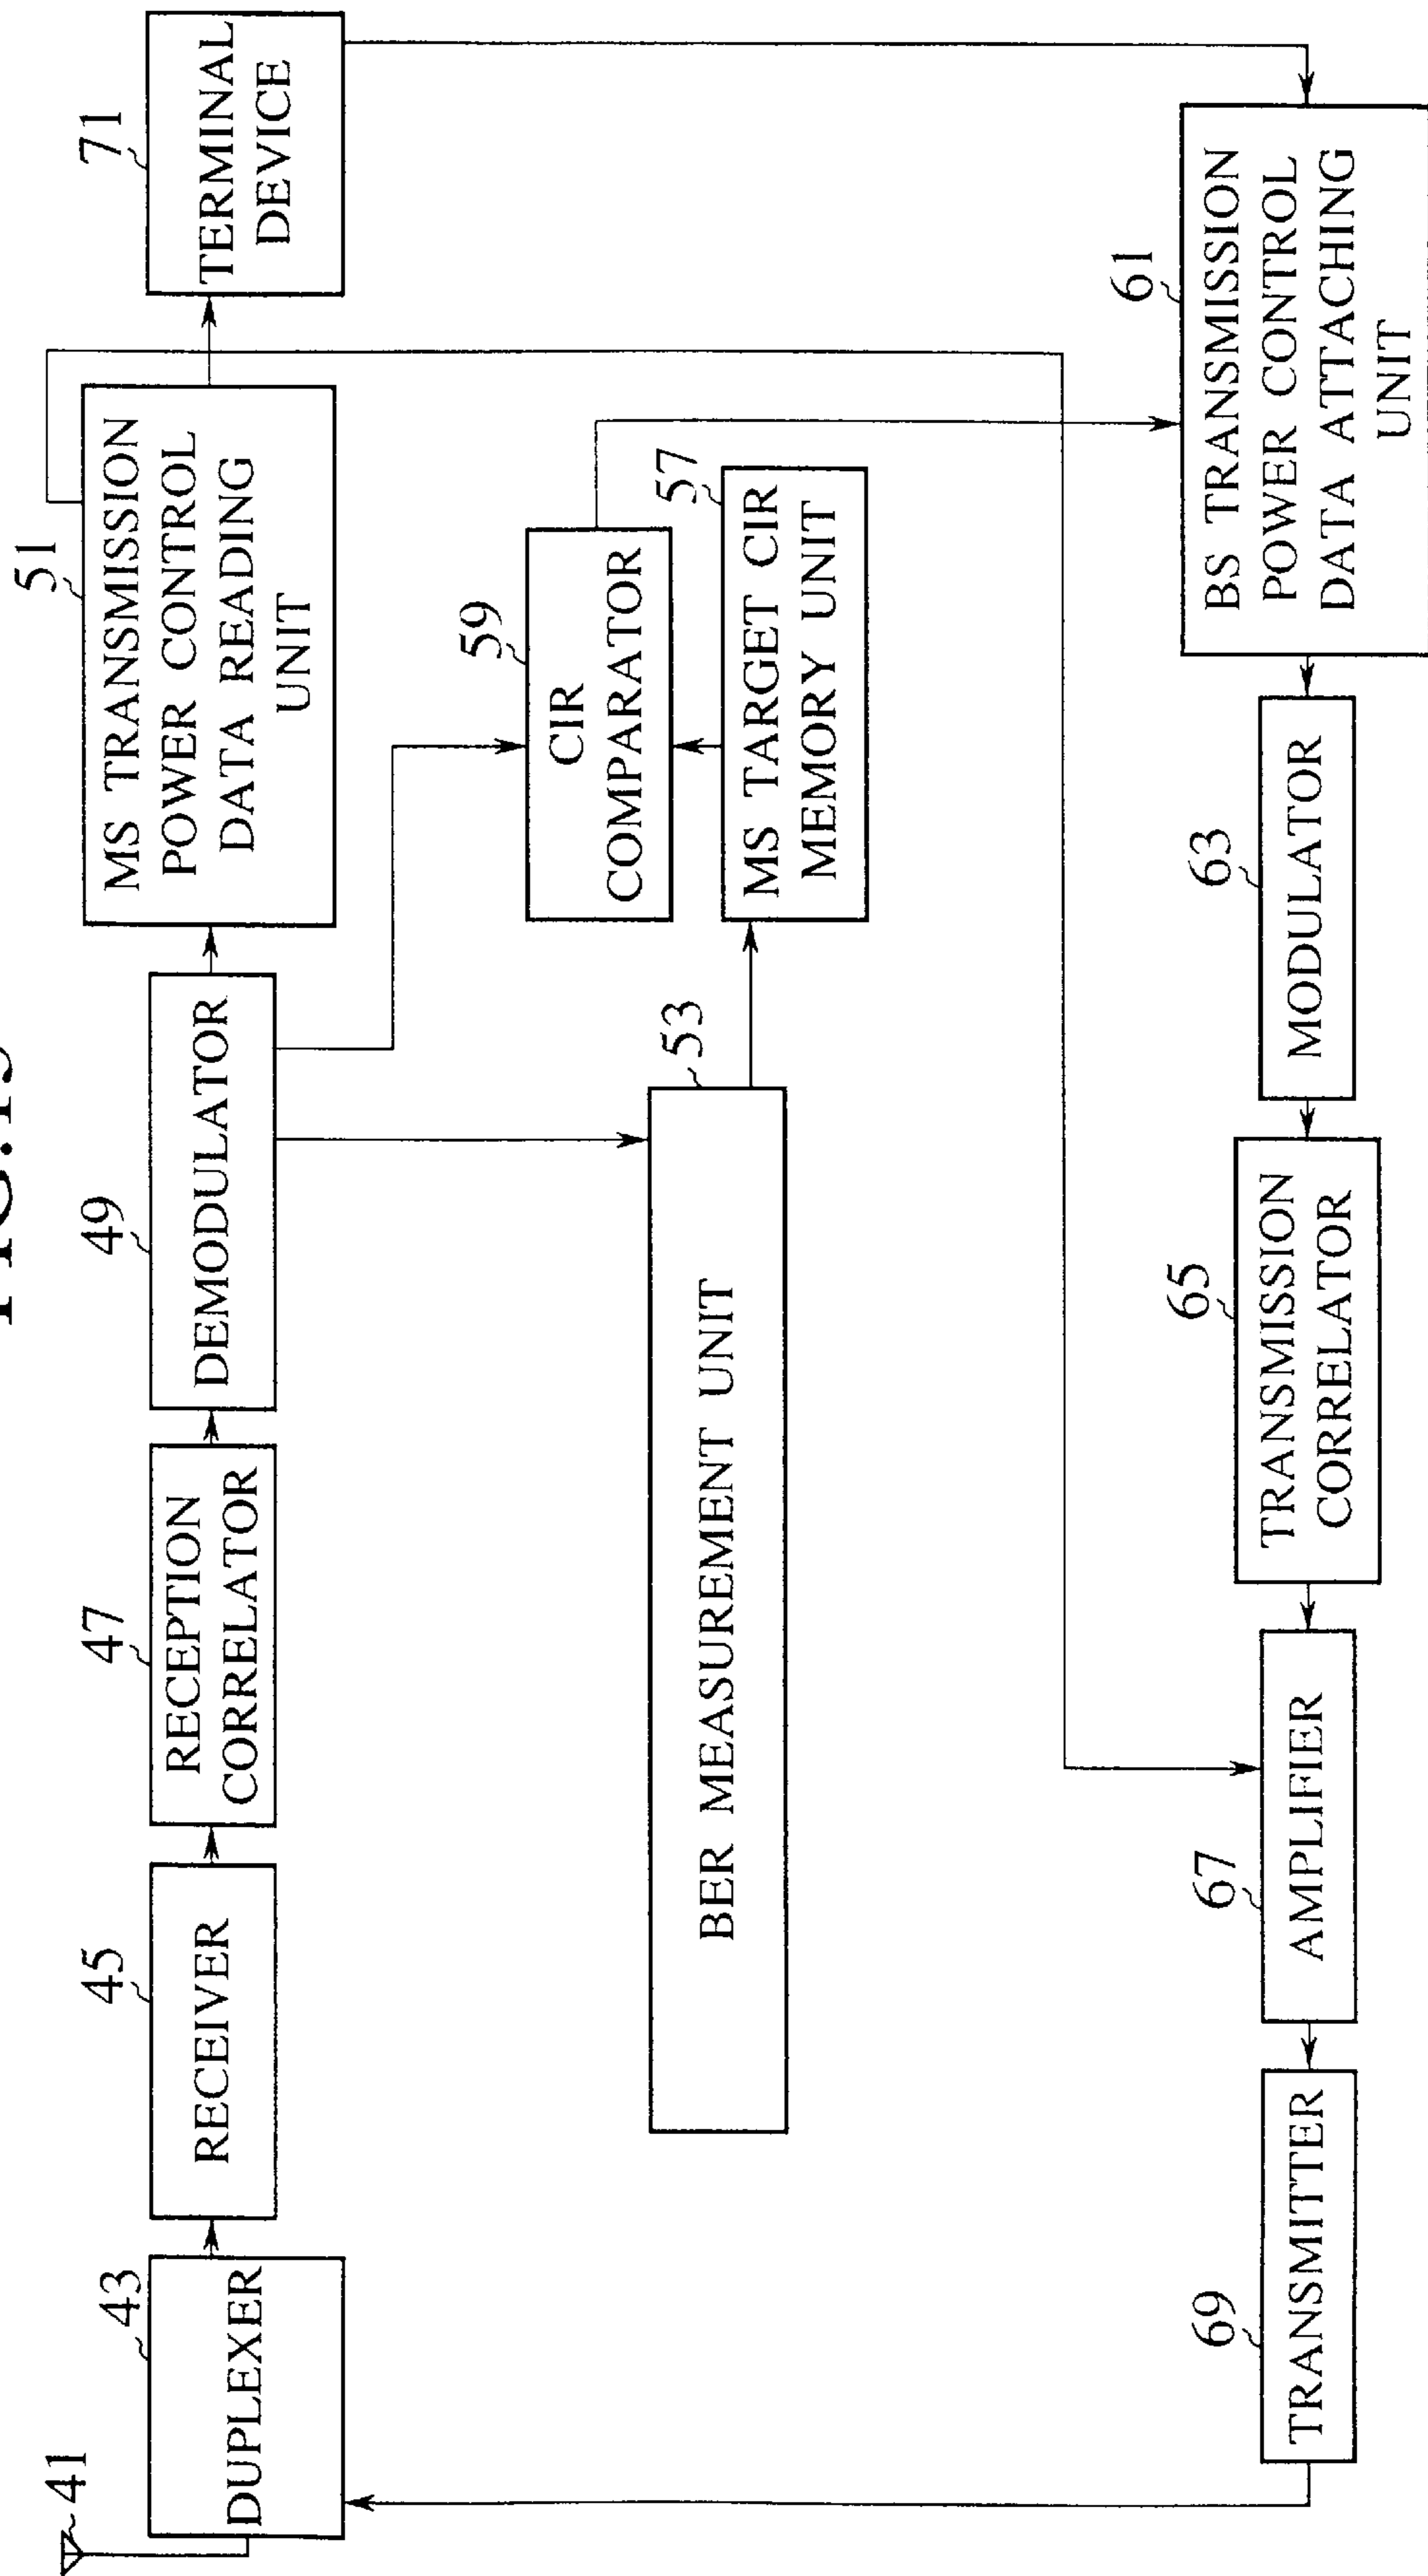 41
43
DUPLEXER
45
RECEIVER
47
RECEPTION
CORRELATOR
49
DEMODULATOR
51
MS TRANSMISSION
POWER CONTROL
DATA READING
UNIT
71
TERMINAL
DEVICE
53
BER MEASUREMENT UNIT
59
CIR
COMPARATOR
57
MS TARGET CIR
MEMORY UNIT
69
TRANSMITTER
67
AMPLIFIER
65
TRANSMISSION
CORRELATOR
63
MODULATOR
61
BS TRANSMISSION
POWER CONTROL
DATA ATTACHING
UNIT